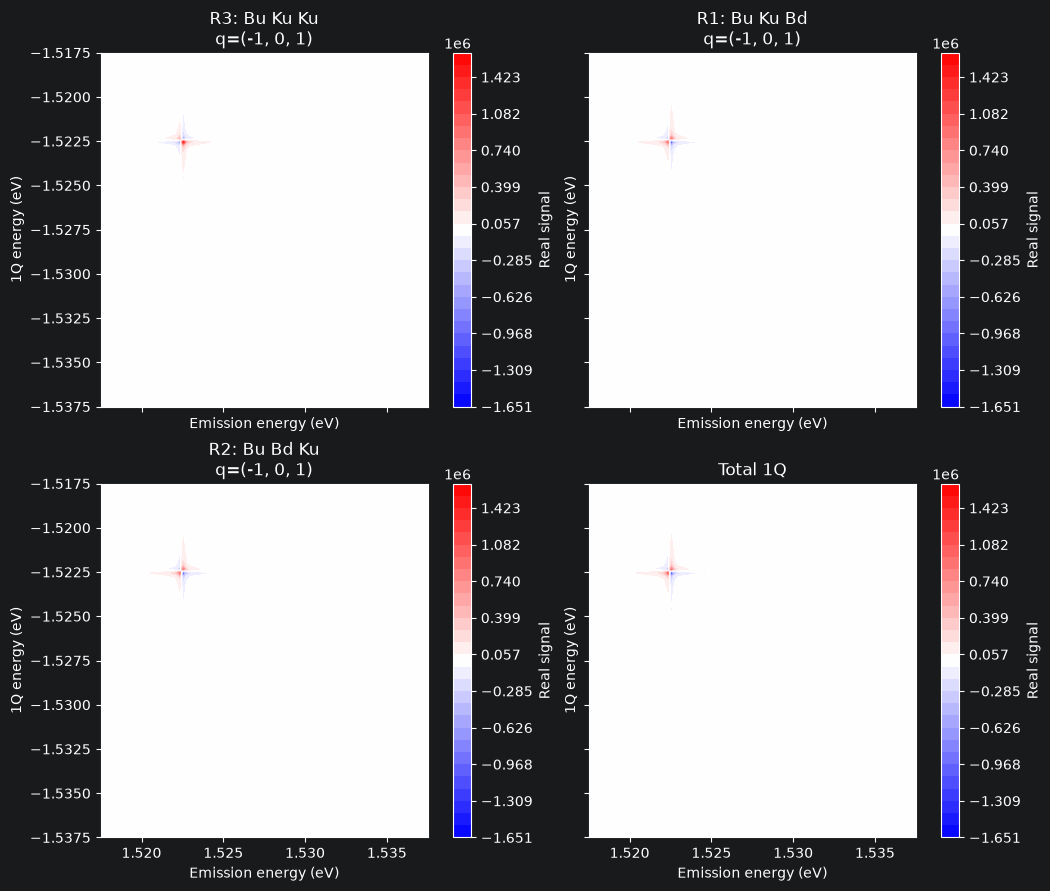 R3: Bu Ku Ku
q=(-1, 0, 1)
1e6
−1.5175
−1.5200
−1.5225
−1.5250
−1.5275
−1.5300
−1.5325
−1.5350
−1.5375
1Q energy (eV)
Emission energy (eV)
1.423
1.082
0.740
0.399
0.057
−0.285
−0.626
−0.968
−1.309
−1.651
Real signal
R1: Bu Ku Bd
q=(-1, 0, 1)
1e6
1Q energy (eV)
Emission energy (eV)
1.423
1.082
0.740
0.399
0.057
−0.285
−0.626
−0.968
−1.309
−1.651
Real signal
R2: Bu Bd Ku
q=(-1, 0, 1)
1e6
−1.5175
−1.5200
−1.5225
−1.5250
−1.5275
−1.5300
−1.5325
−1.5350
−1.5375
1Q energy (eV)
1.520 1.525 1.530 1.535
Emission energy (eV)
1.423
1.082
0.740
0.399
0.057
−0.285
−0.626
−0.968
−1.309
−1.651
Real signal
Total 1Q
1e6
1Q energy (eV)
1.520 1.525 1.530 1.535
Emission energy (eV)
1.423
1.082
0.740
0.399
0.057
−0.285
−0.626
−0.968
−1.309
−1.651
Real signal